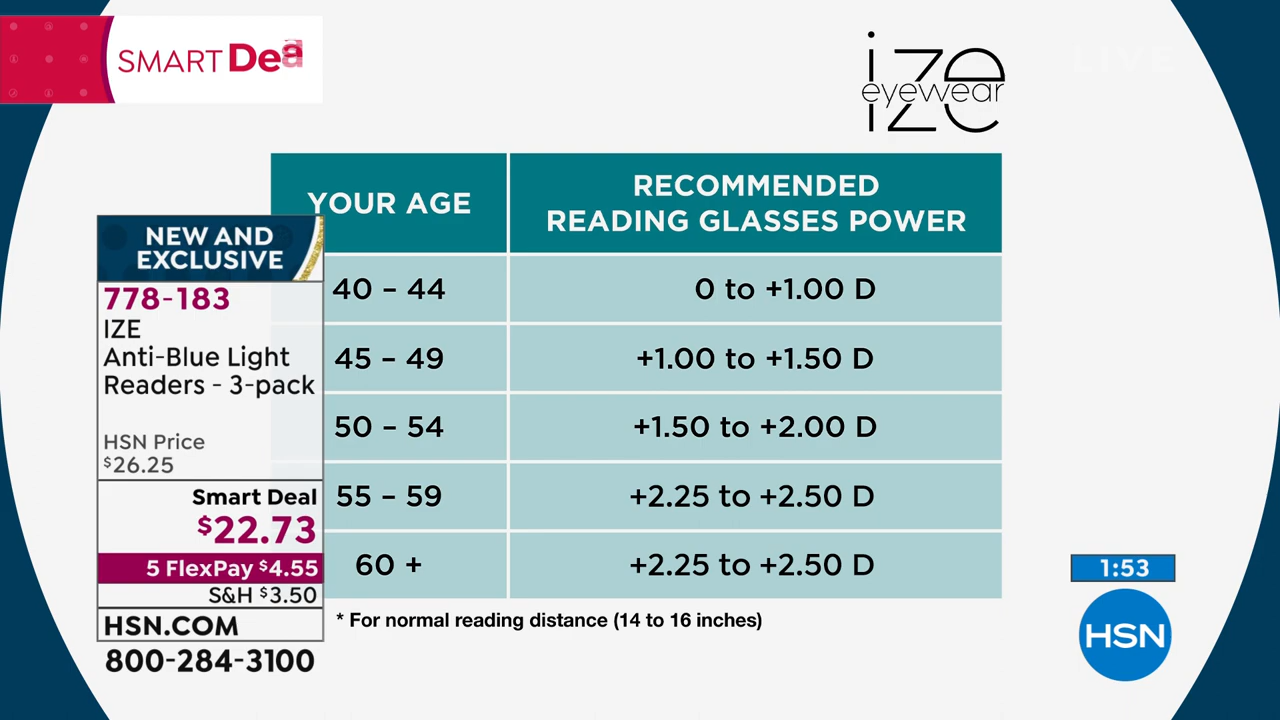 SMART Dea
ize
eyewear
LIVE
YOUR AGE
RECOMMENDED
READING GLASSES POWER
40 – 44
0 to +1.00 D
45 – 49
+1.00 to +1.50 D
50 – 54
+1.50 to +2.00 D
55 – 59
+2.25 to +2.50 D
60 +
+2.25 to +2.50 D
* For normal reading distance (14 to 16 inches)
NEW AND
EXCLUSIVE
778-183
IZE
Anti-Blue Light
Readers - 3-pack
HSN Price
$26.25
Smart Deal
$22.73
5 FlexPay $4.55
S&H $3.50
HSN.COM
800-284-3100
1:53
HSN